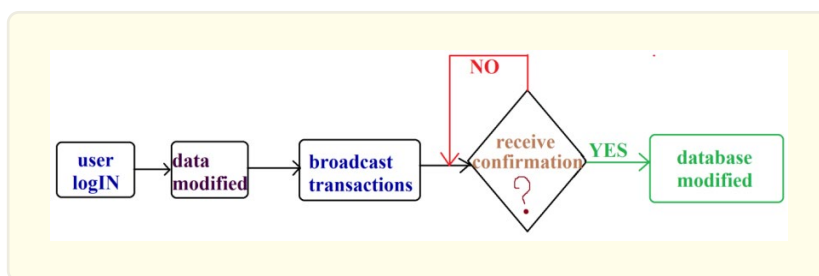 NO
user
logIN
data
modified
broadcast
transactions
receive
confirmation
?
YES
database
modified